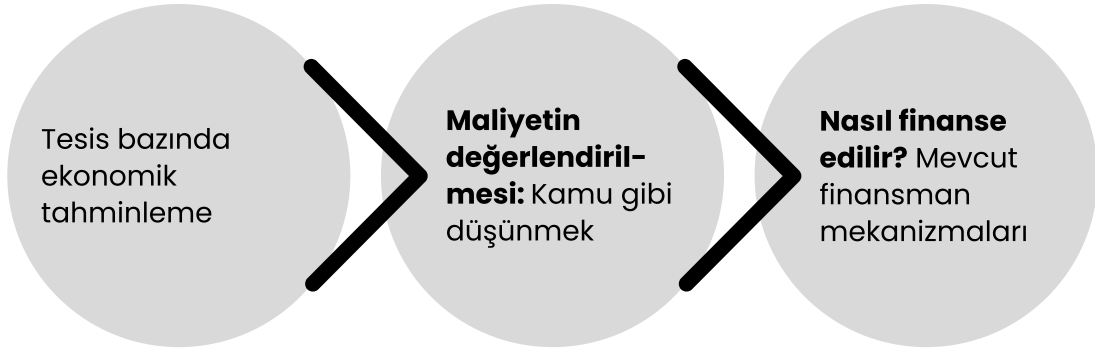 Tesis bazında
ekonomik
tahminleme
Maliyetin
değerlendiril-
mesi: Kamu gibi
düşünmek
Nasıl finanse
edilir? Mevcut
finansman
mekanizmaları